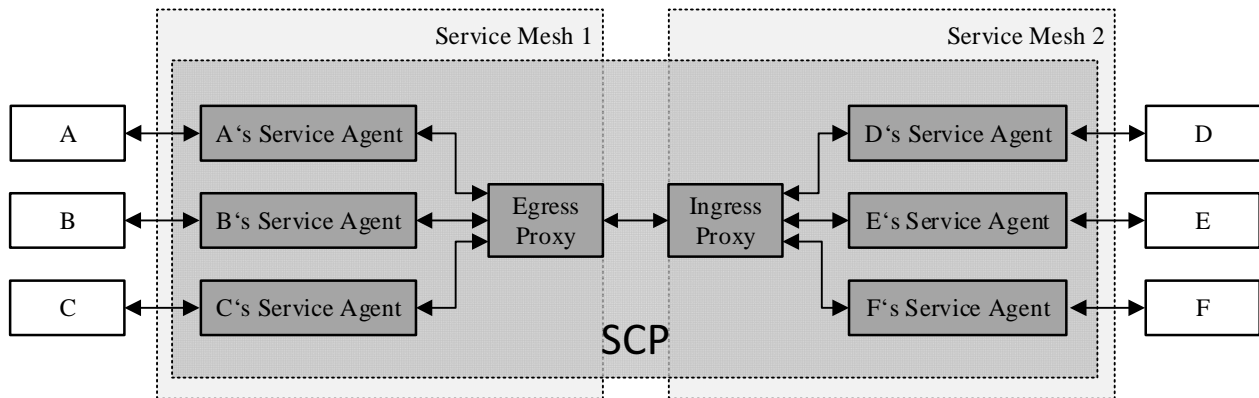 Service Mesh 1
Service Mesh 2
A
A‘s Service Agent
D‘s Service Agent
D
B
B‘s Service Agent
Egress
Proxy
Ingress
Proxy
E‘s Service Agent
E
C
C‘s Service Agent
F‘s Service Agent
F
SCP